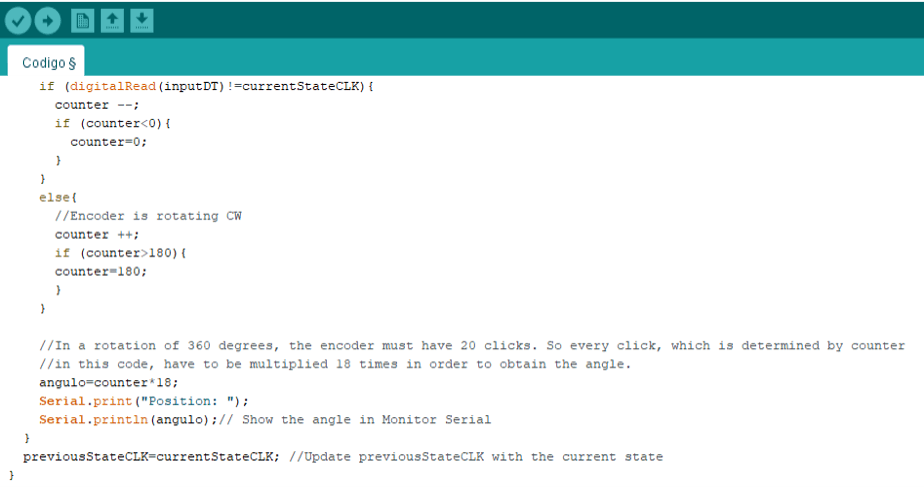 Codigo §
if (digitalRead(inputDT)!=currentStateCLK){
counter --;
if (counter<0){
counter=0;
}
}
else{
//Encoder is rotating CW
counter ++;
if (counter>180){
counter=180;
}
}
//In a rotation of 360 degrees, the encoder must have 20 clicks. So every click, which is determined by counter
//in this code, have to be multiplied 18 times in order to obtain the angle.
angulo=counter*18;
Serial.print("Position: ");
Serial.println(angulo);// Show the angle in Monitor Serial
}
previousStateCLK=currentStateCLK; //Update previousStateCLK with the current state
}